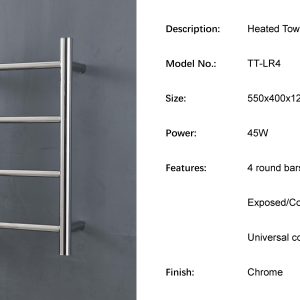 Description: Heated Tow
Model No.: TT-LR4
Size: 550x400x12
Power: 45W
Features: 4 round bars
Exposed/Co
Universal co
Finish: Chrome